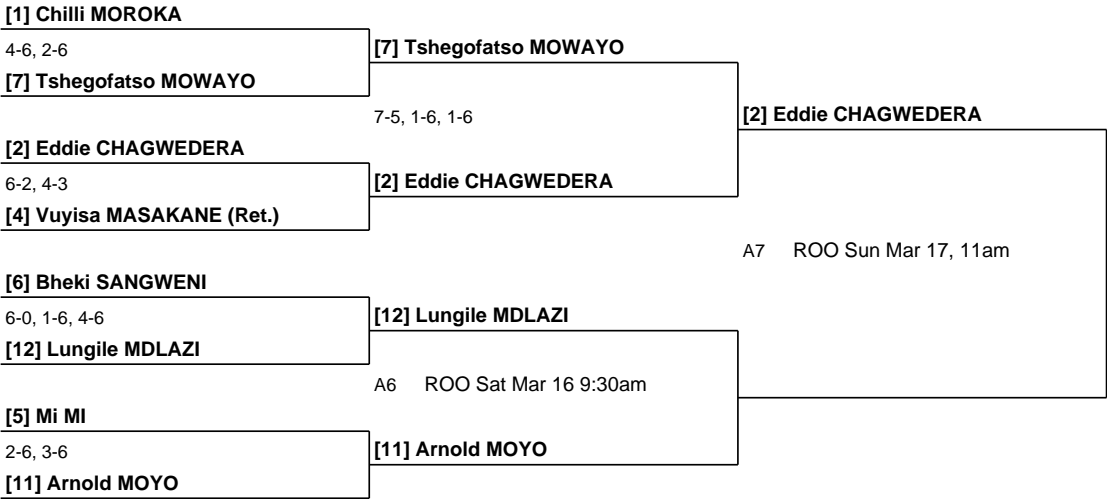 [1] Chilli MOROKA
4-6, 2-6
[7] Tshegofatso MOWAYO
[7] Tshegofatso MOWAYO
7-5, 1-6, 1-6
[2] Eddie CHAGWEDERA
[2] Eddie CHAGWEDERA
6-2, 4-3
[2] Eddie CHAGWEDERA
[4] Vuyisa MASAKANE (Ret.)
A7 ROO Sun Mar 17, 11am
[6] Bheki SANGWENI
6-0, 1-6, 4-6
[12] Lungile MDLAZI
[12] Lungile MDLAZI
A6 ROO Sat Mar 16 9:30am
[5] Mi MI
2-6, 3-6
[11] Arnold MOYO
[11] Arnold MOYO